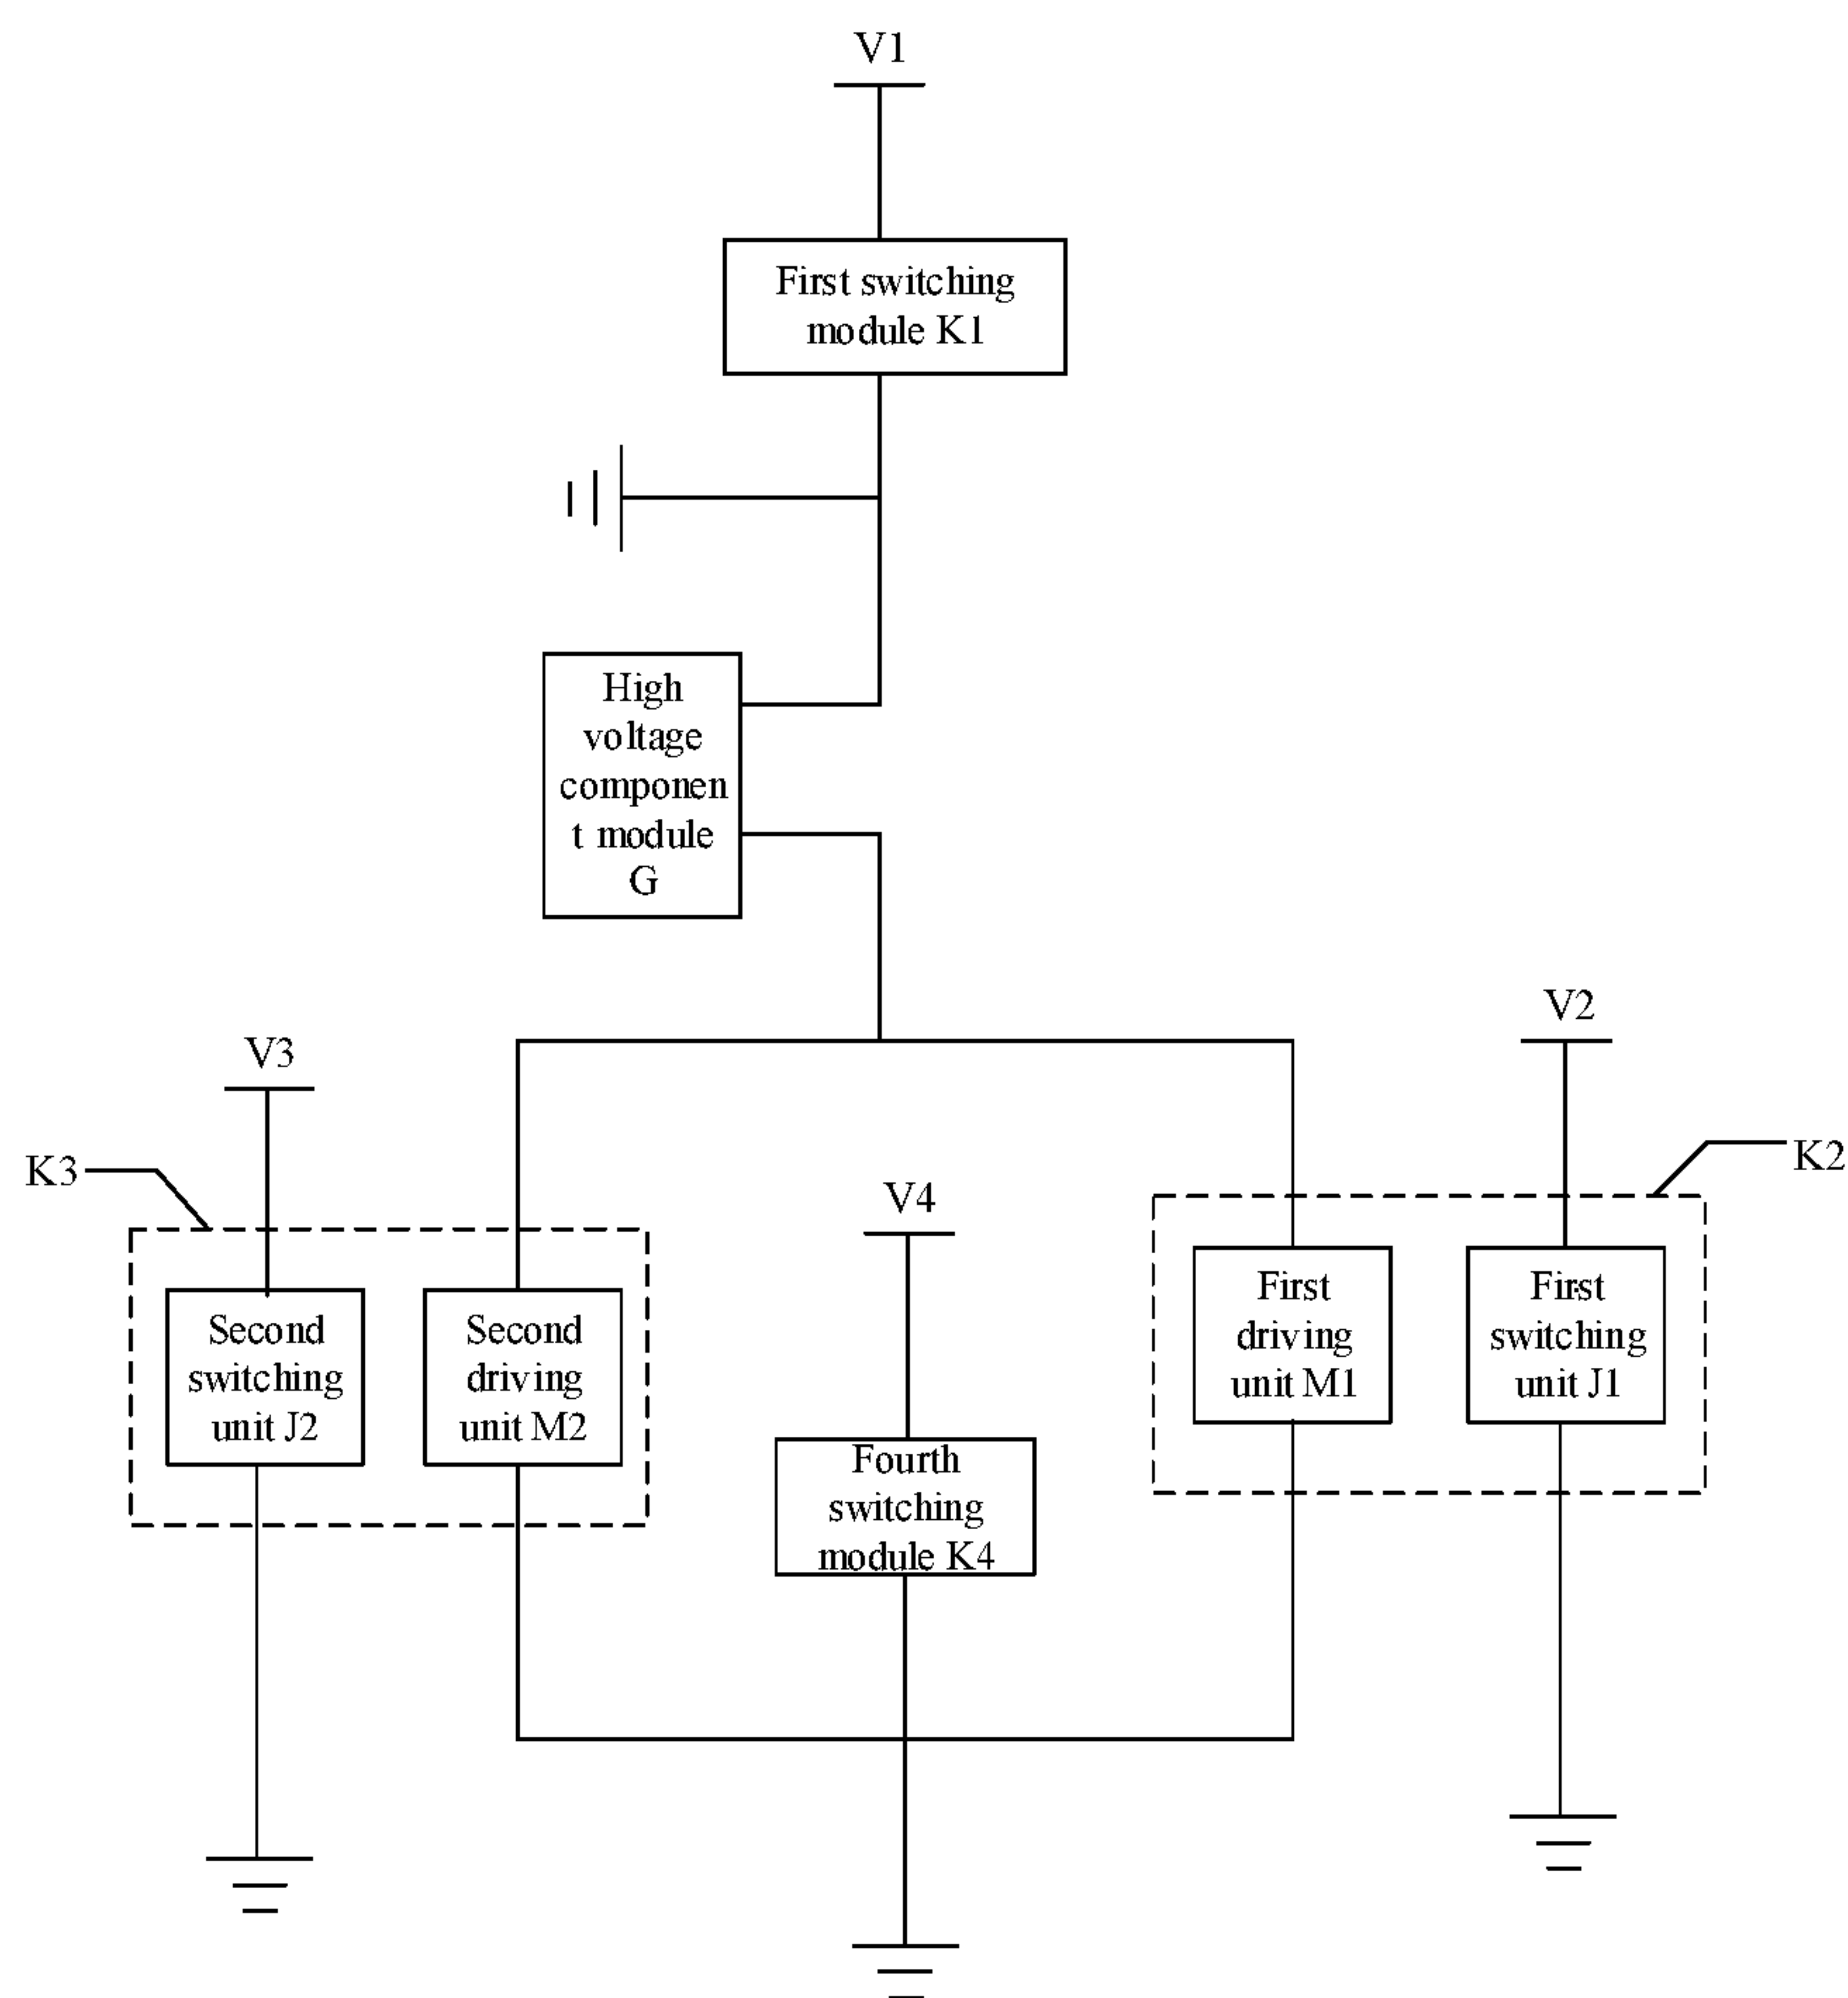 V1
First switching
module K1
High
voltage
componen
t module
G
V2
V3
K2
K3
V4
First
driving
unit M1
First
switching
unit J1
Second
switching
unit J2
Second
driving
unit M2
Fourth
switching
module K4